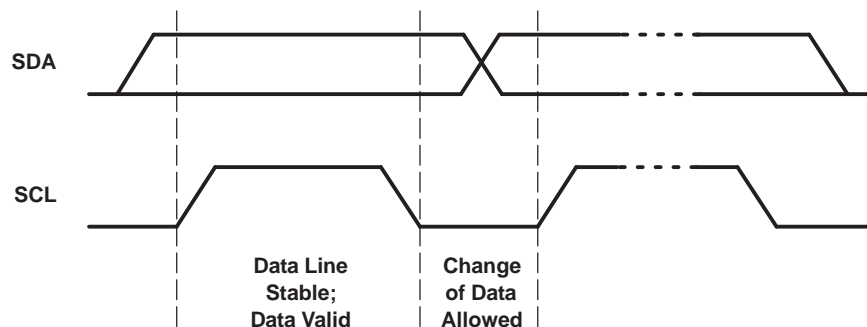 SDA
SCL
Data Line
Stable;
Data Valid
Change
of Data
Allowed